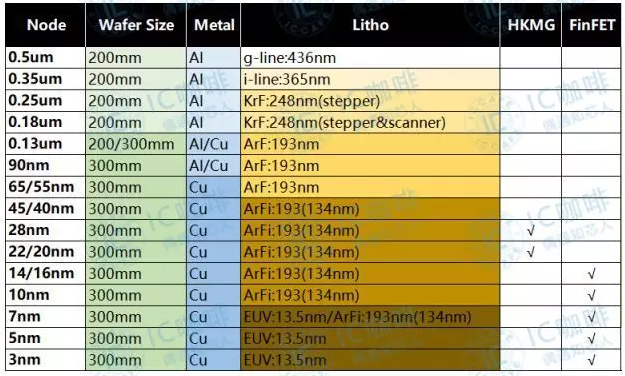 Node Wafer Size Metal Litho HKMG FinFET
0.5um 200mm Al g-line:436nm
0.35um 200mm Al i-line:365nm
0.25um 200mm Al KrF:248nm(stepper)
0.18um 200mm Al KrF:248nm(stepper&scanner)
0.13um 200/300mm Al/Cu ArF:193nm
90nm 300mm Al/Cu ArF:193nm
65/55nm 300mm Cu ArF:193nm
45/40nm 300mm Cu ArFi:193(134nm)
28nm 300mm Cu ArFi:193(134nm) √
22/20nm 300mm Cu ArFi:193(134nm) √
14/16nm 300mm Cu ArFi:193(134nm) √
10nm 300mm Cu ArFi:193(134nm) √
7nm 300mm Cu EUV:13.5nm/ArFi:193nm(134nm) √
5nm 300mm Cu EUV:13.5nm √
3nm 300mm Cu EUV:13.5nm √
IC咖啡